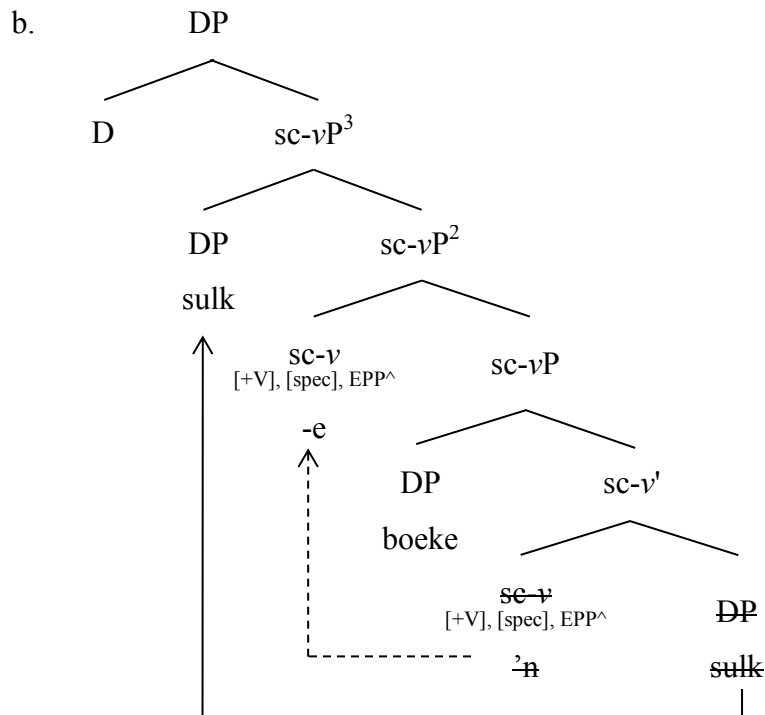 b. DP
D sc-vP³
DP sc-vP²
sulk
sc-v sc-vP
[+V], [spec], EPP^
-e
DP sc-v'
boeke
sc-v DP
[+V], [spec], EPP^
’n sulk